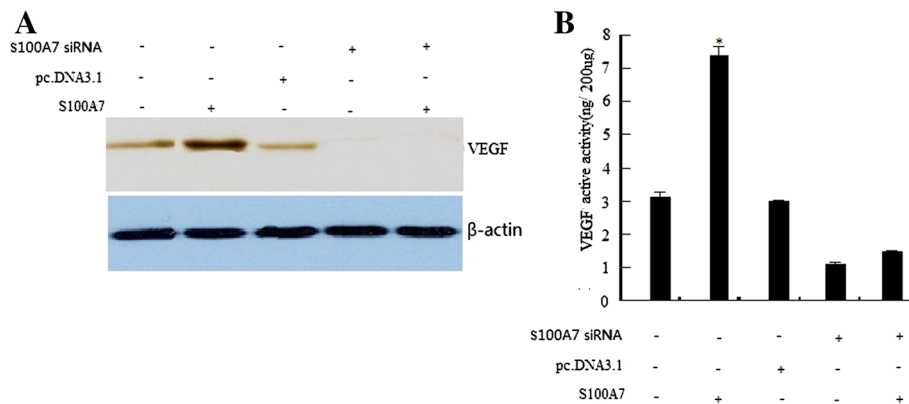 A
S100A7 siRNA - - - + +
pc.DNA3.1 - - + - -
S100A7 - + - - +
VEGF
β-actin
B
VEGF active activity(ng/ 200ug)
8
7
6
5
4
3
2
1
0
*
S100A7 siRNA - - - + +
pc.DNA3.1 - - + - -
S100A7 - + - - +